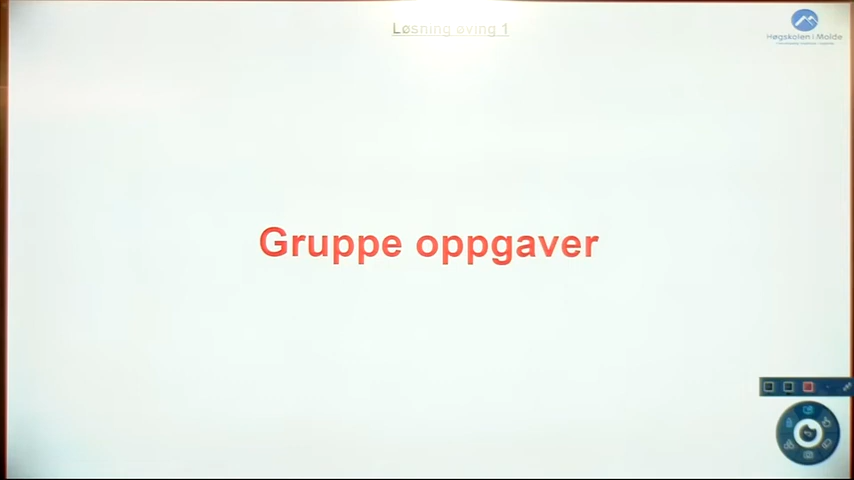 Løsning øving 1
Høgskolen i Molde
Gruppe oppgaver